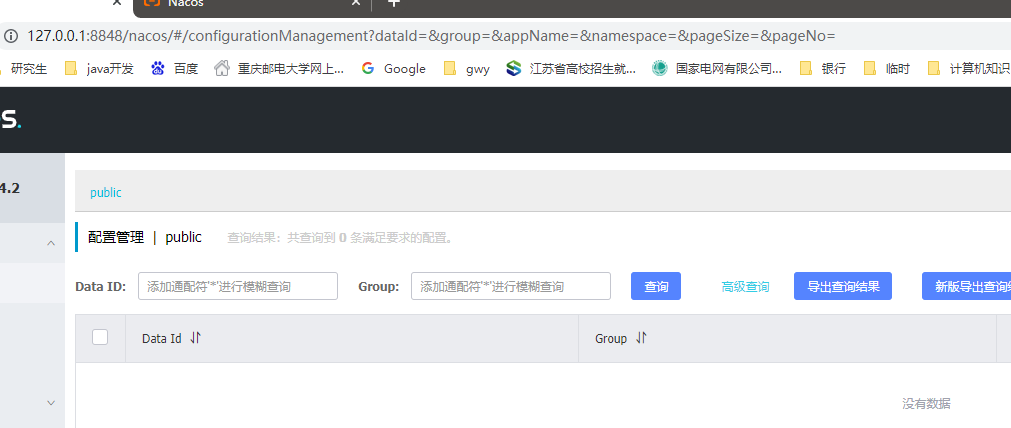 Nacos
127.0.0.1:8848/nacos/#/configurationManagement?dataId=&group=&appName=&namespace=&pageSize=&pageNo=
研究生 java开发 百度 重庆邮电大学网上... Google gwy 江苏省高校招生就... 国家电网有限公司... 银行 临时 计算机知识
os.
4.2
public
配置管理 | public 查询结果：共查询到 0 条满足要求的配置。
Data ID: 添加通配符'*'进行模糊查询 Group: 添加通配符'*'进行模糊查询 查询 高级查询 导出查询结果 新版导出查询
Data Id Group
没有数据